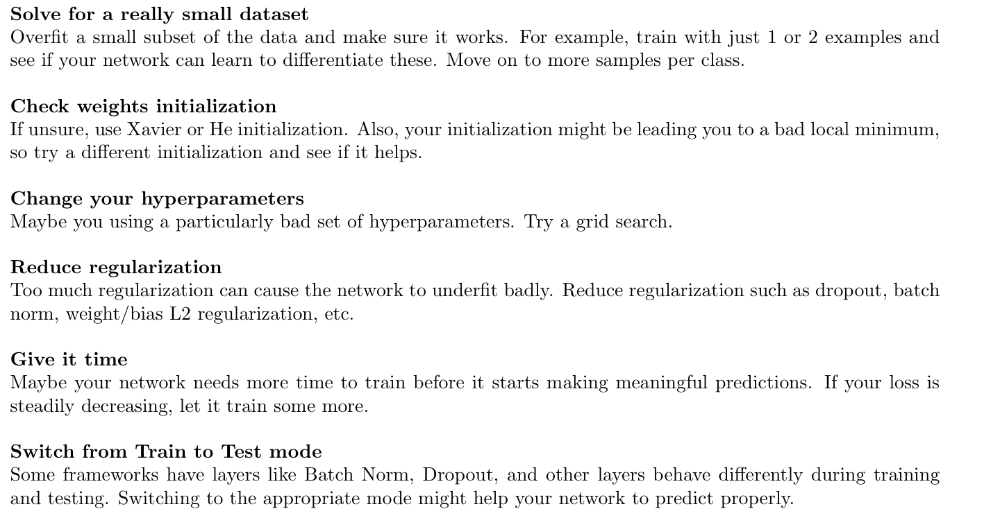 Solve for a really small dataset
Overfit a small subset of the data and make sure it works. For example, train with just 1 or 2 examples and
see if your network can learn to differentiate these. Move on to more samples per class.
Check weights initialization
If unsure, use Xavier or He initialization. Also, your initialization might be leading you to a bad local minimum,
so try a different initialization and see if it helps.
Change your hyperparameters
Maybe you using a particularly bad set of hyperparameters. Try a grid search.
Reduce regularization
Too much regularization can cause the network to underfit badly. Reduce regularization such as dropout, batch
norm, weight/bias L2 regularization, etc.
Give it time
Maybe your network needs more time to train before it starts making meaningful predictions. If your loss is
steadily decreasing, let it train some more.
Switch from Train to Test mode
Some frameworks have layers like Batch Norm, Dropout, and other layers behave differently during training
and testing. Switching to the appropriate mode might help your network to predict properly.